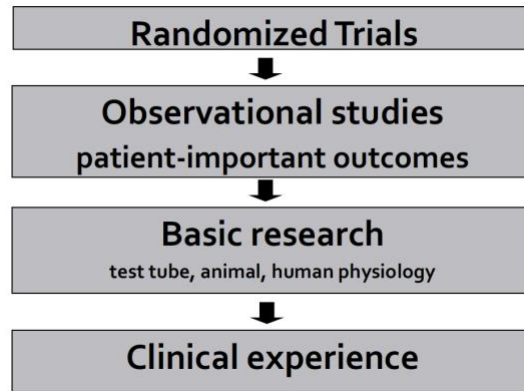 Randomized Trials
Observational studies
patient-important outcomes
Basic research
test tube, animal, human physiology
Clinical experience